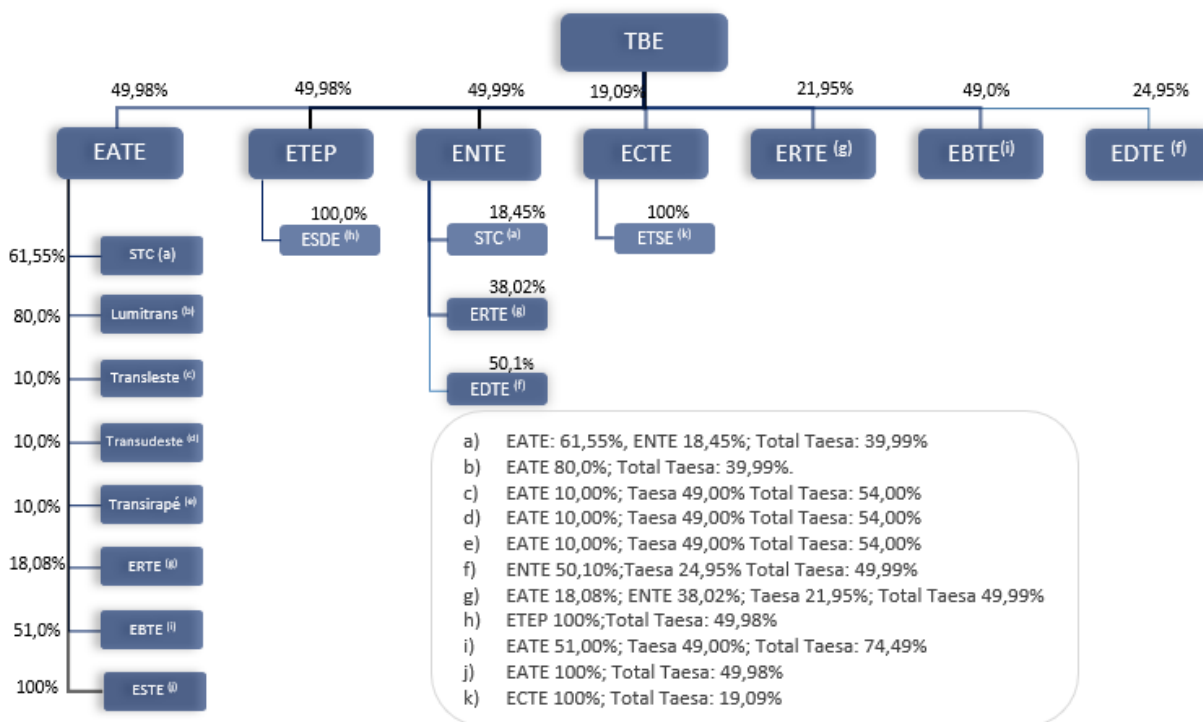 TBE
49,98%
49,98%
49,99%
19,09%
21,95%
49,0%
24,95%
EATE
ETEP
ENTE
ECTE
ERTE (g)
EBTE(i)
EDTE (f)
100,0%
ESDE (h)
18,45%
STC (a)
38,02%
ERTE (g)
50,1%
EDTE (f)
100%
ETSE (k)
61,55%
STC (a)
80,0%
Lumitrans (b)
10,0%
Transleste (c)
10,0%
Transudeste (d)
10,0%
Transirapé (e)
18,08%
ERTE (g)
51,0%
EBTE (i)
100%
ESTE (j)
a) EATE: 61,55%, ENTE 18,45%; Total Taesa: 39,99%
b) EATE 80,0%; Total Taesa: 39,99%.
c) EATE 10,00%; Taesa 49,00% Total Taesa: 54,00%
d) EATE 10,00%; Taesa 49,00% Total Taesa: 54,00%
e) EATE 10,00%; Taesa 49,00% Total Taesa: 54,00%
f) ENTE 50,10%;Taesa 24,95% Total Taesa: 49,99%
g) EATE 18,08%; ENTE 38,02%; Taesa 21,95%; Total Taesa 49,99%
h) ETEP 100%;Total Taesa: 49,98%
i) EATE 51,00%; Taesa 49,00%; Total Taesa: 74,49%
j) EATE 100%; Total Taesa: 49,98%
k) ECTE 100%; Total Taesa: 19,09%